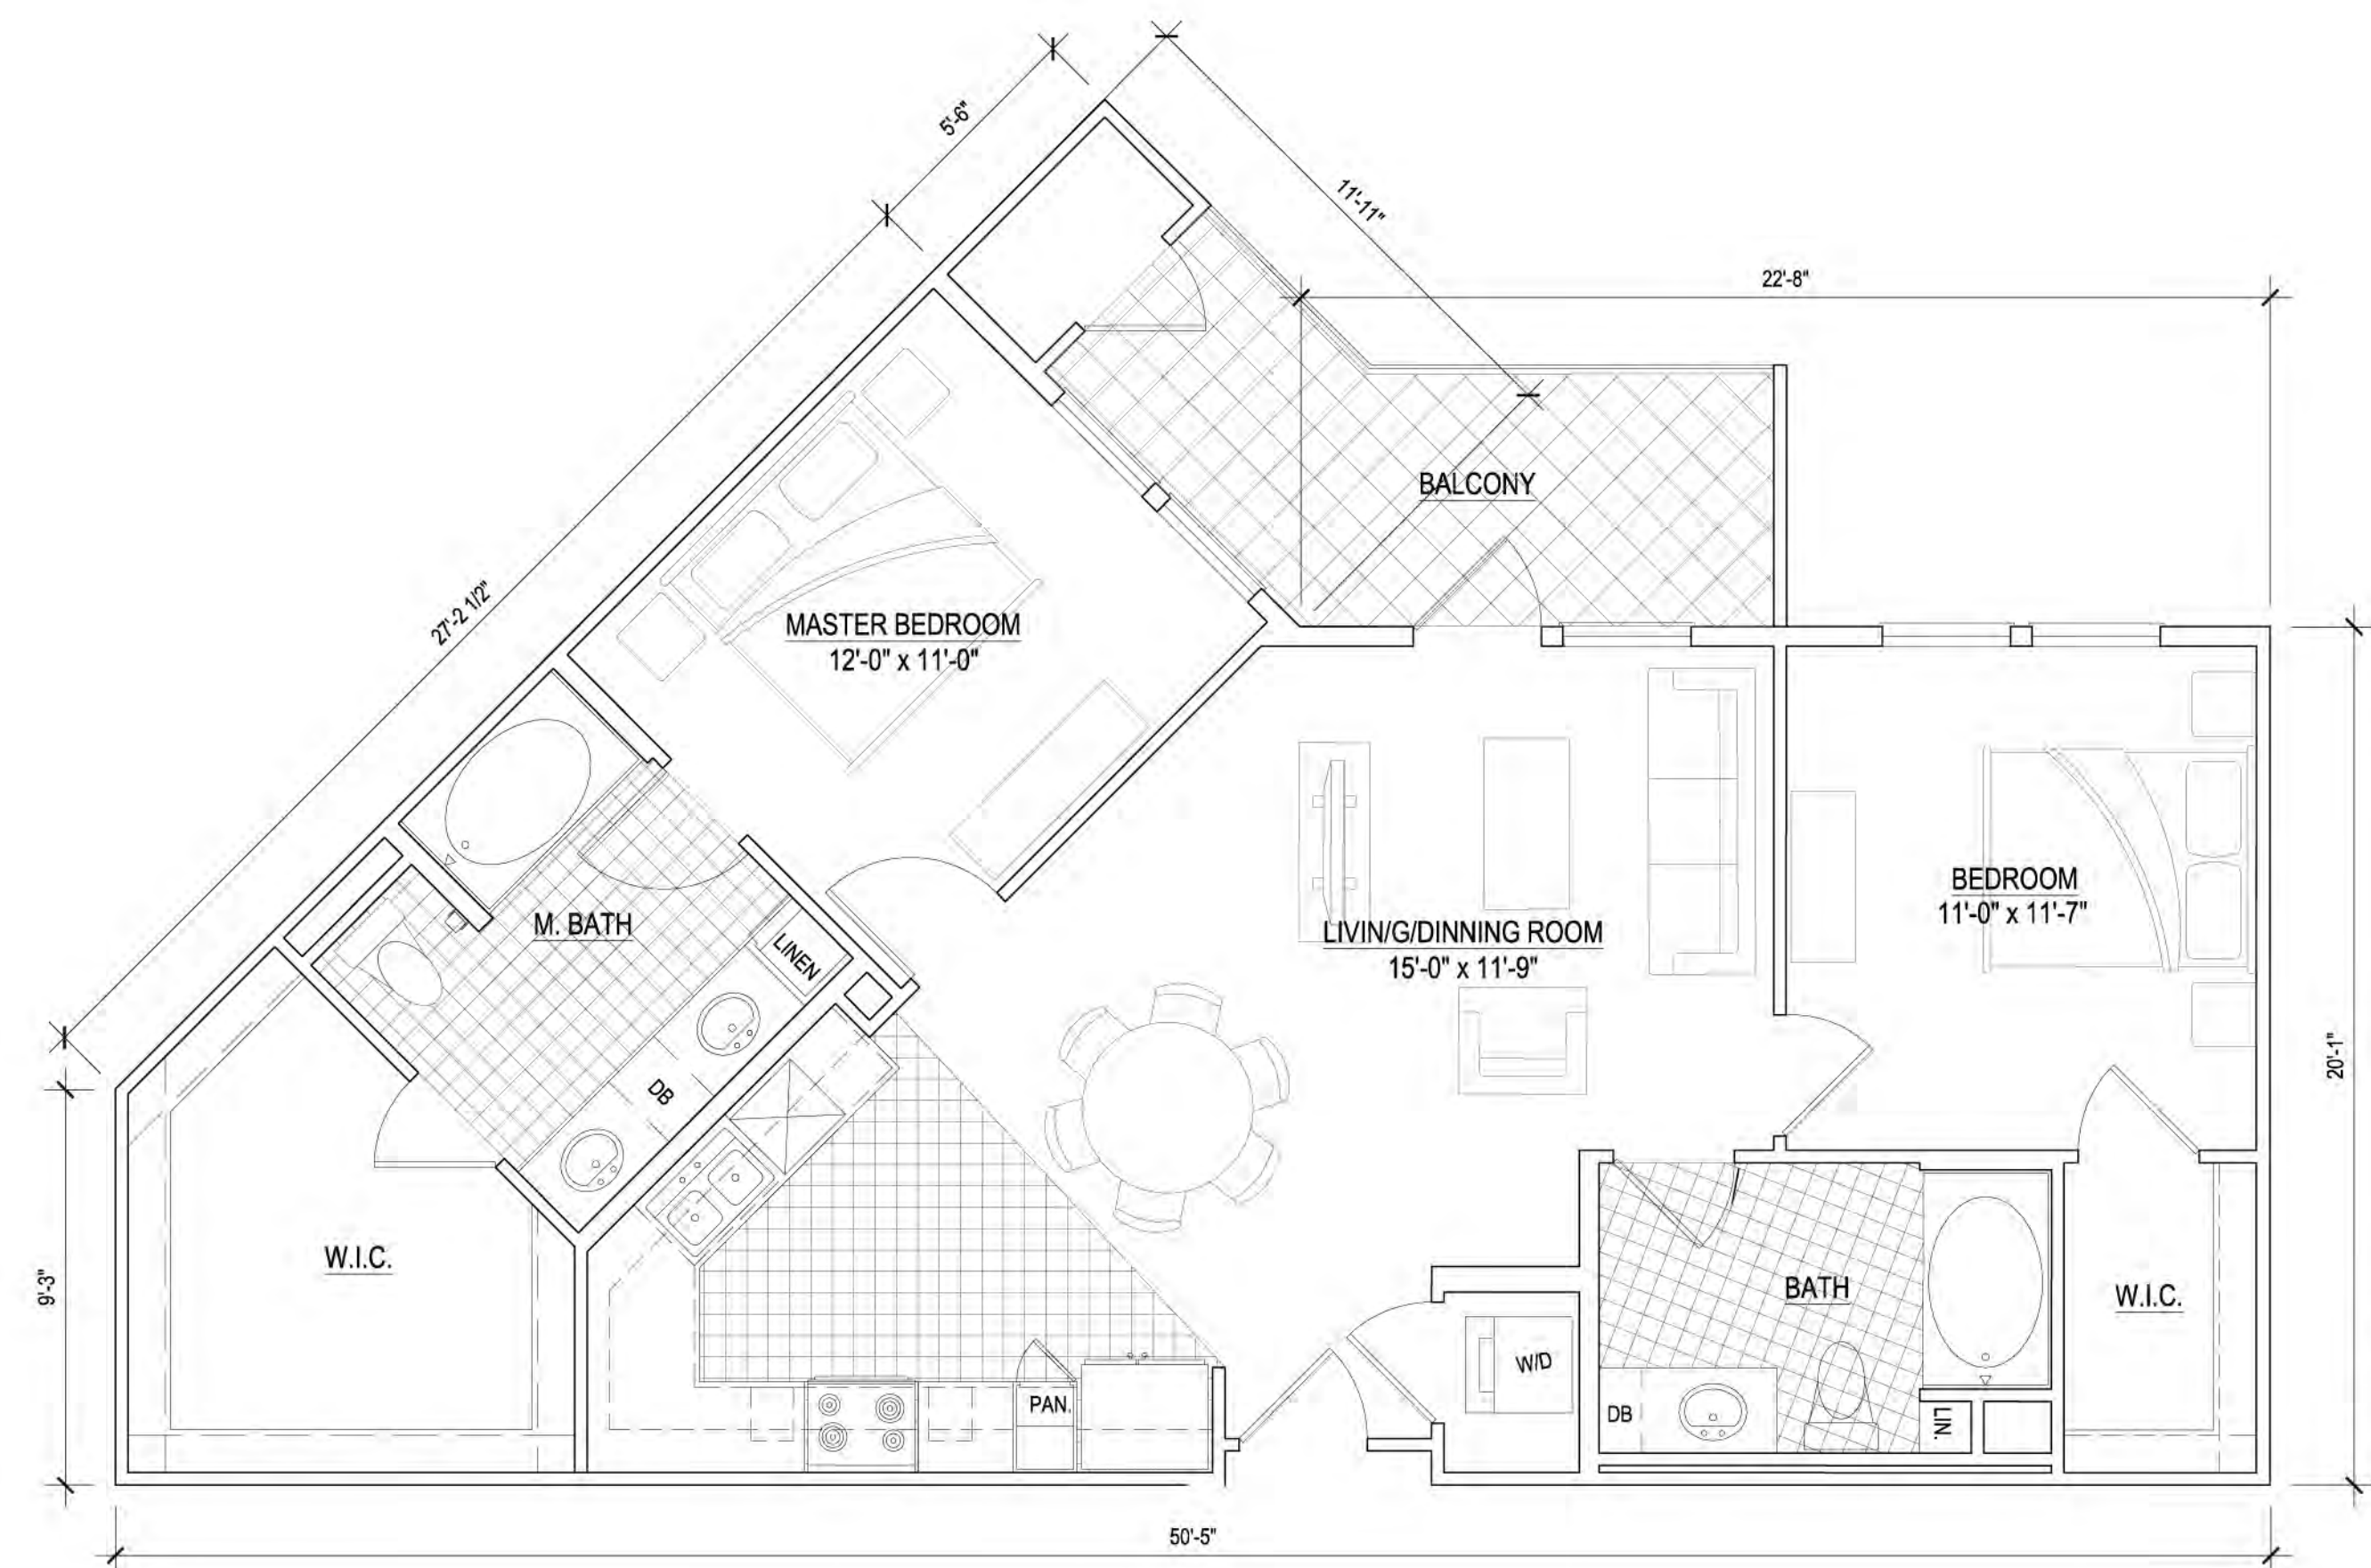 5'-6"
11'-11"
22'-8"
27'-2 1/2"
BALCONY
MASTER BEDROOM
12'-0" x 11'-0"
BEDROOM
11'-0" x 11'-7"
M. BATH
LINEN
LIVIN/G/DINNING ROOM
15'-0" x 11'-9"
DB
20'-1"
W.I.C.
9'-3"
BATH
W.I.C.
W/D
PAN.
DB
LIN.
50'-5"